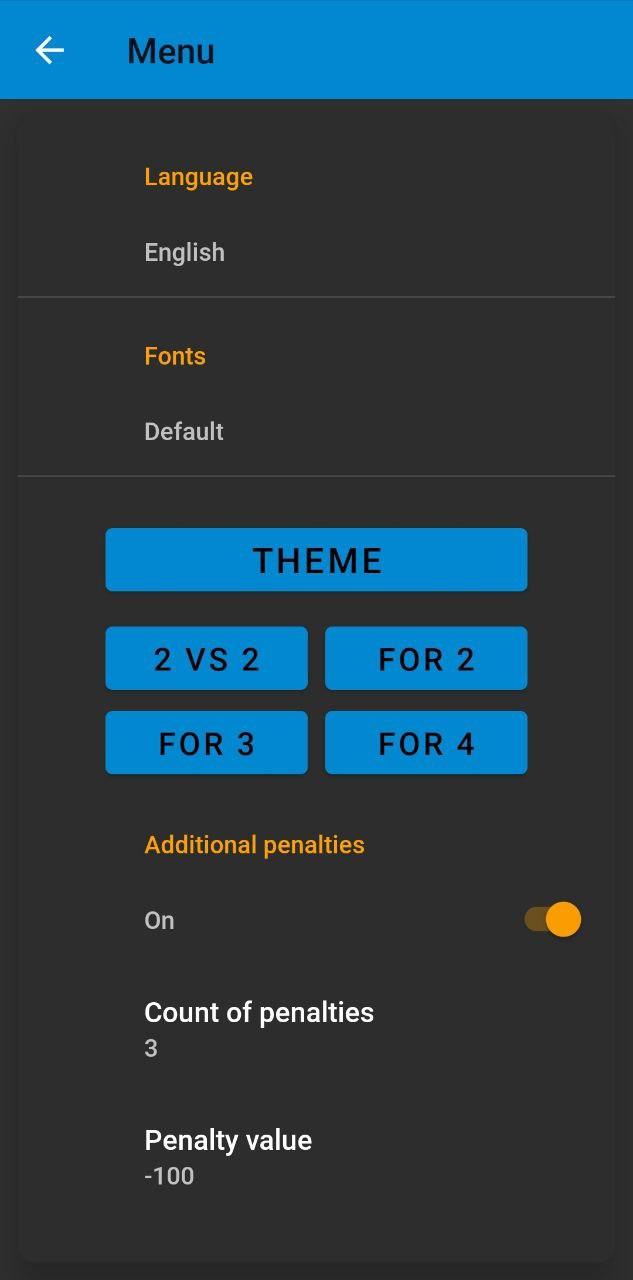 Menu
Language
English
Fonts
Default
THEME
2 VS 2
FOR 2
FOR 3
FOR 4
Additional penalties
On
Count of penalties
3
Penalty value
-100